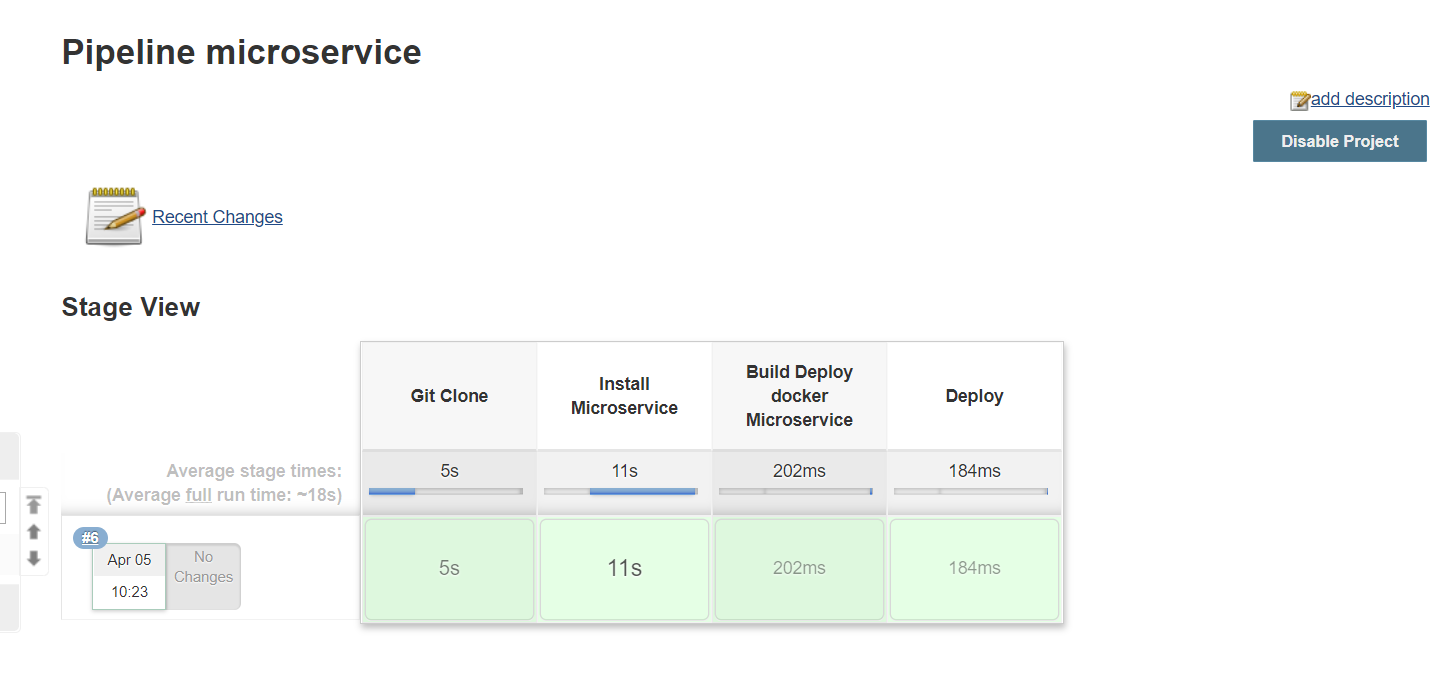 Pipeline microservice
add description
Disable Project
Recent Changes
Stage View
Git Clone
Install
Microservice
Build Deploy
docker
Microservice
Deploy
Average stage times:
(Average full run time: ~18s)
5s
11s
202ms
184ms
#6
Apr 05
10:23
No
Changes
5s
11s
202ms
184ms